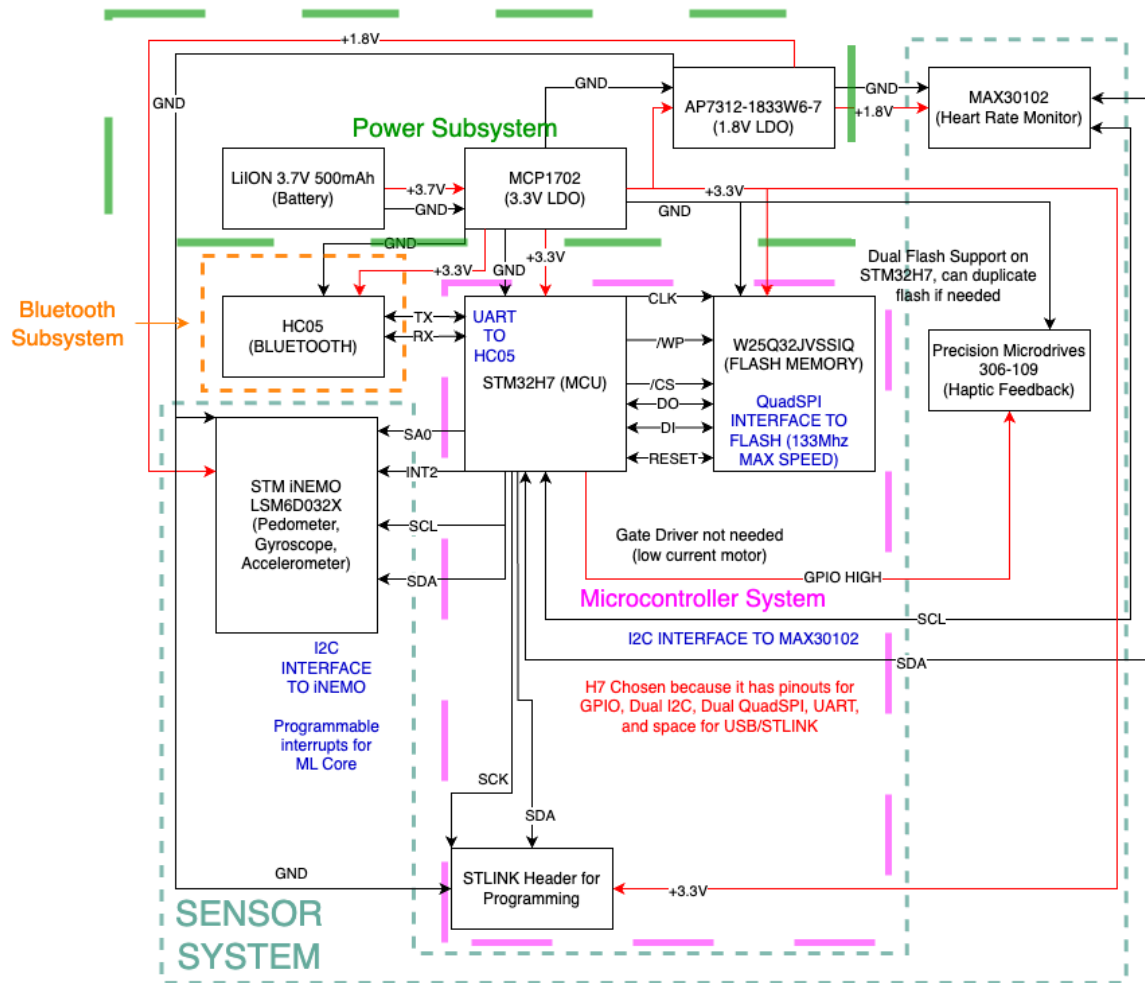 +1.8V
GND
GND
AP7312-1833W6-7
(1.8V LDO)
GND
+1.8V
MAX30102
(Heart Rate Monitor)
Power Subsystem
LiION 3.7V 500mAh
(Battery)
+3.7V
GND
MCP1702
(3.3V LDO)
+3.3V
GND
GND
+3.3V
GND
+3.3V
Dual Flash Support on
STM32H7, can duplicate
flash if needed
Bluetooth
Subsystem
HC05
(BLUETOOTH)
TX
RX
UART
TO
HC05
STM32H7 (MCU)
CLK
/WP
/CS
DO
DI
RESET
W25Q32JVSSIQ
(FLASH MEMORY)
QuadSPI
INTERFACE TO
FLASH (133Mhz
MAX SPEED)
Precision Microdrives
306-109
(Haptic Feedback)
SA0
INT2
SCL
SDA
STM iNEMO
LSM6D032X
(Pedometer,
Gyroscope,
Accelerometer)
Gate Driver not needed
(low current motor)
GPIO HIGH
Microcontroller System
SCL
I2C INTERFACE TO MAX30102
SDA
I2C
INTERFACE
TO iNEMO
Programmable
interrupts for
ML Core
H7 Chosen because it has pinouts for
GPIO, Dual I2C, Dual QuadSPI, UART,
and space for USB/STLINK
SCK
SDA
GND
STLINK Header for
Programming
+3.3V
SENSOR
SYSTEM